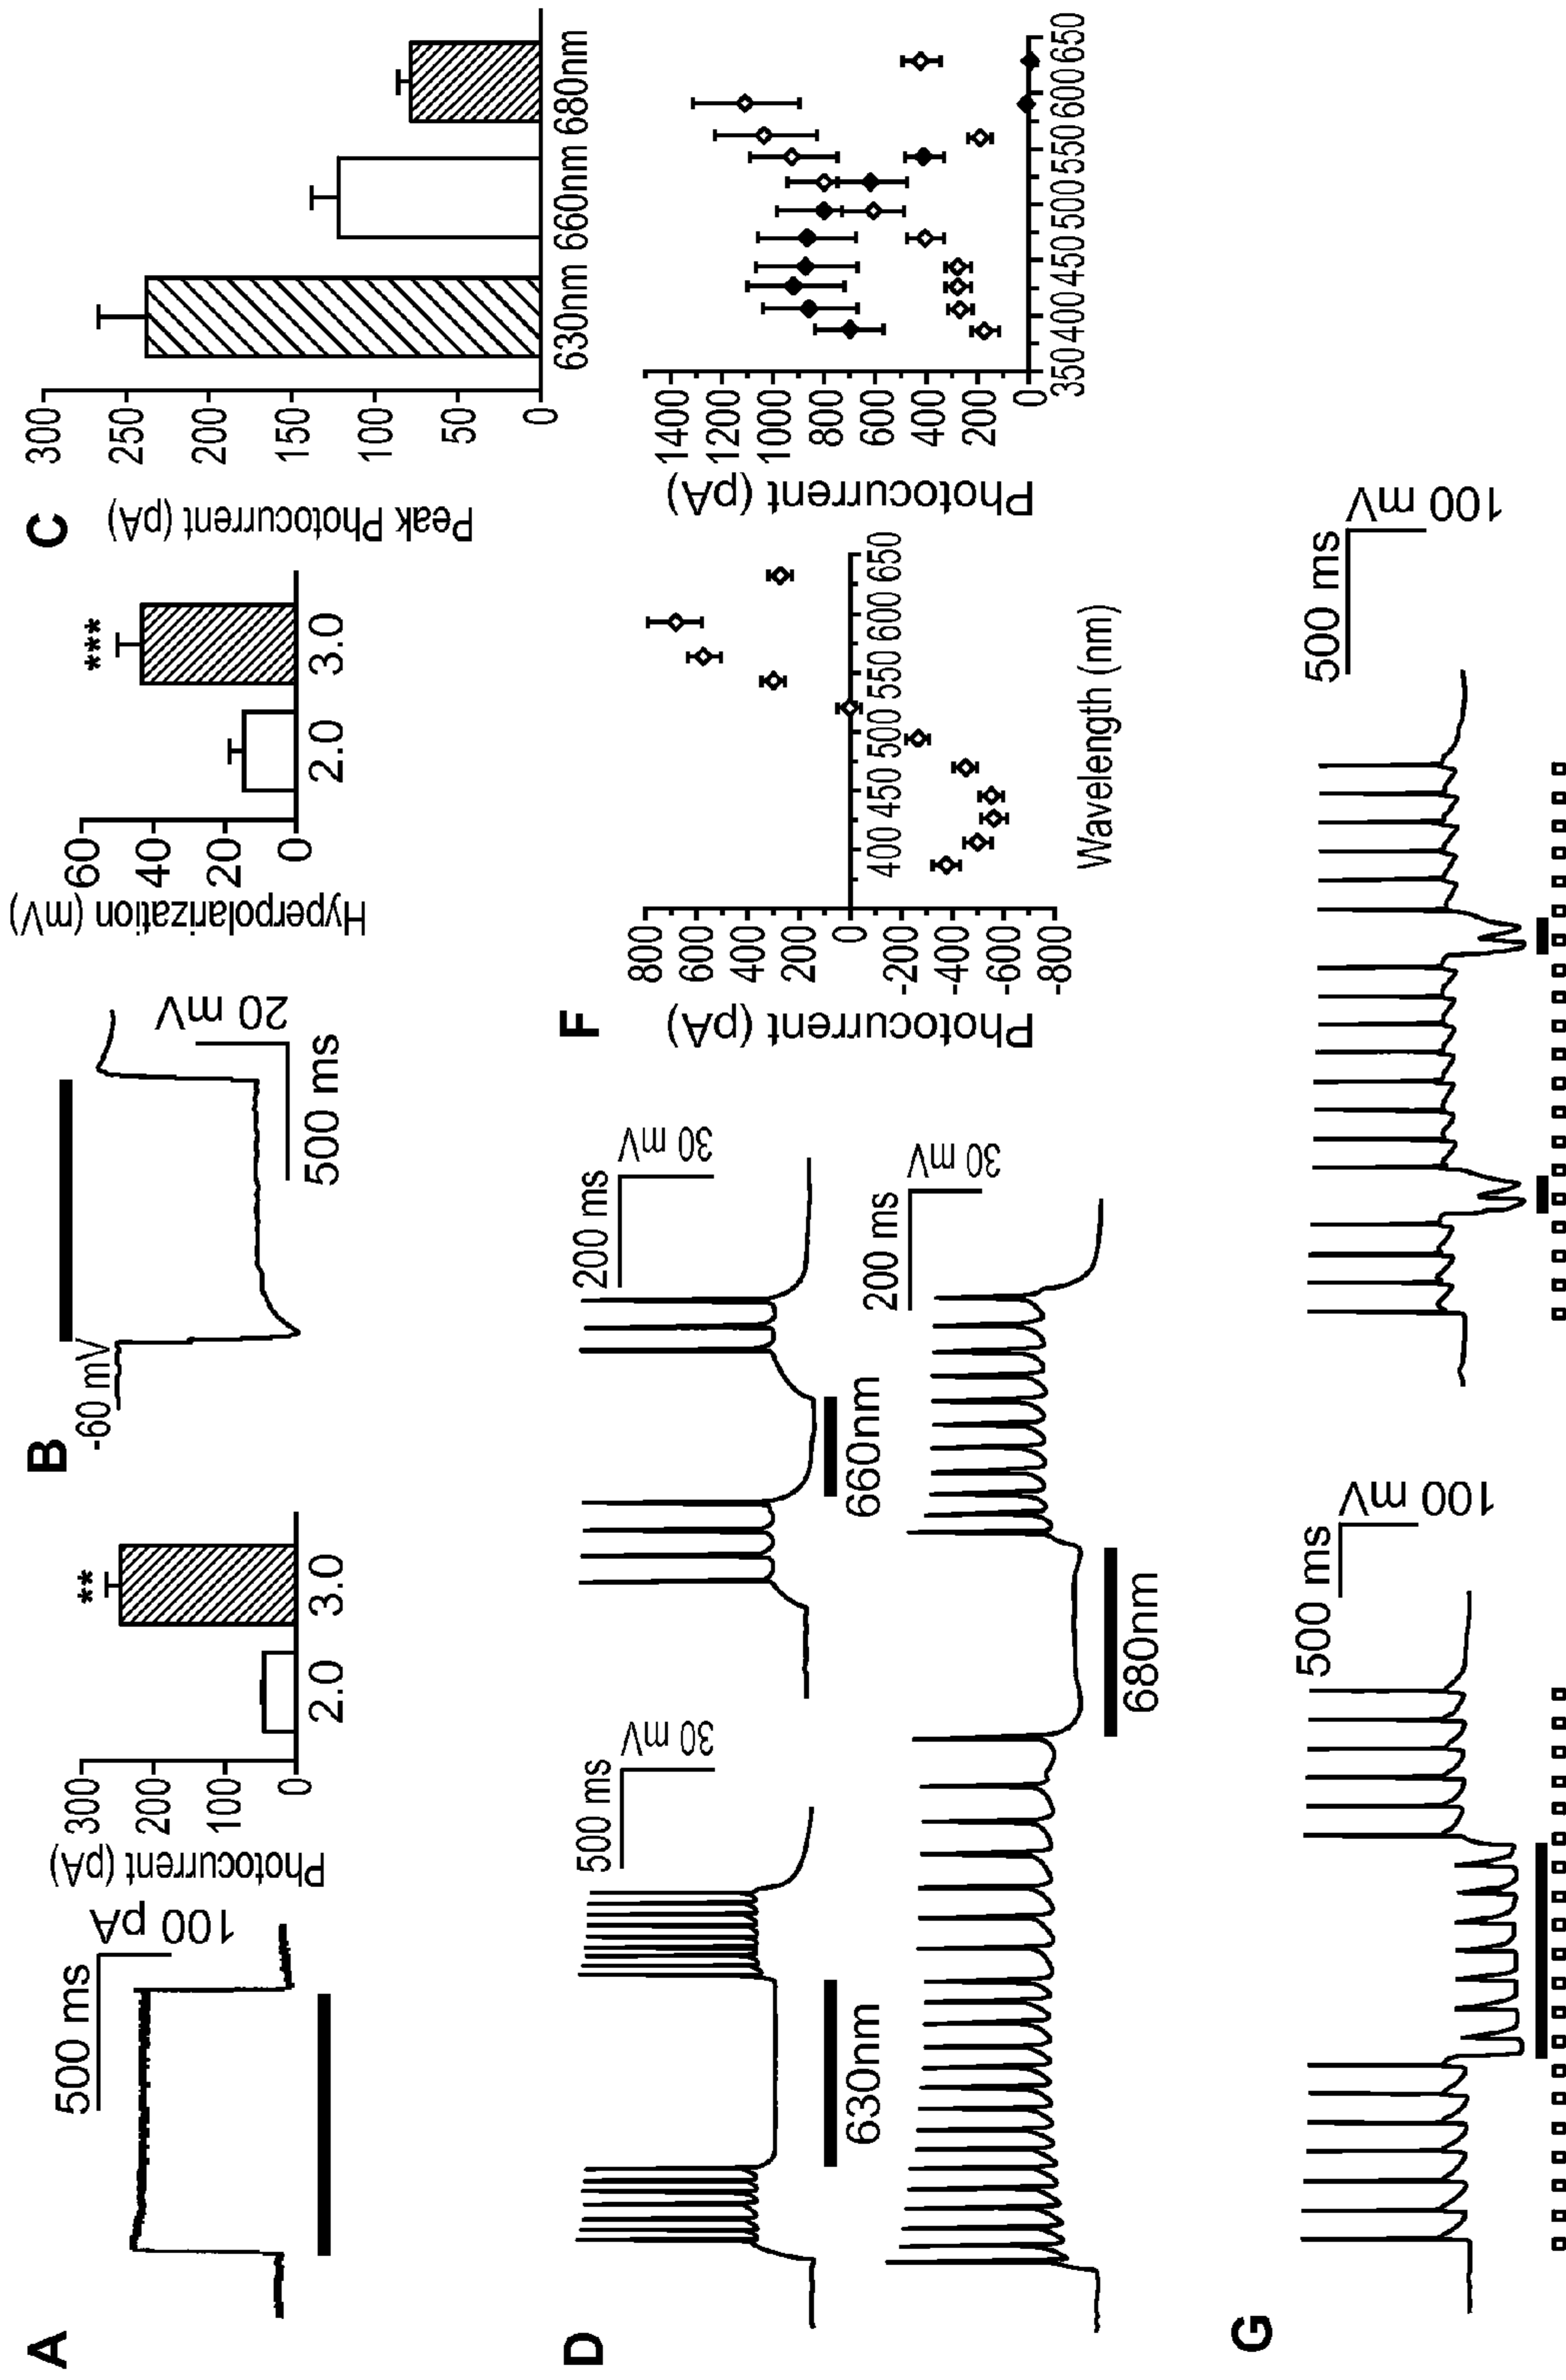 A
500 ms
100 pA
Photocurrent (pA)
300
200
100
0
**
2.0
3.0
B
-60 mV
20 mV
500 ms
Hyperpolarization (mV)
60
40
20
0
***
2.0
3.0
C
Peak Photocurrent (pA)
300
250
200
150
100
50
0
630nm
660nm
680nm
D
500 ms
30 mV
630nm
200 ms
30 mV
660nm
200 ms
30 mV
680nm
F
Photocurrent (pA)
800
600
400
200
0
-200
-400
-600
-800
400 450 500 550 600 650
Wavelength (nm)
Photocurrent (pA)
1400
1200
1000
800
600
400
200
0
350 400 450 500 550 600 650
G
500 ms
100 mV
500 ms
100 mV